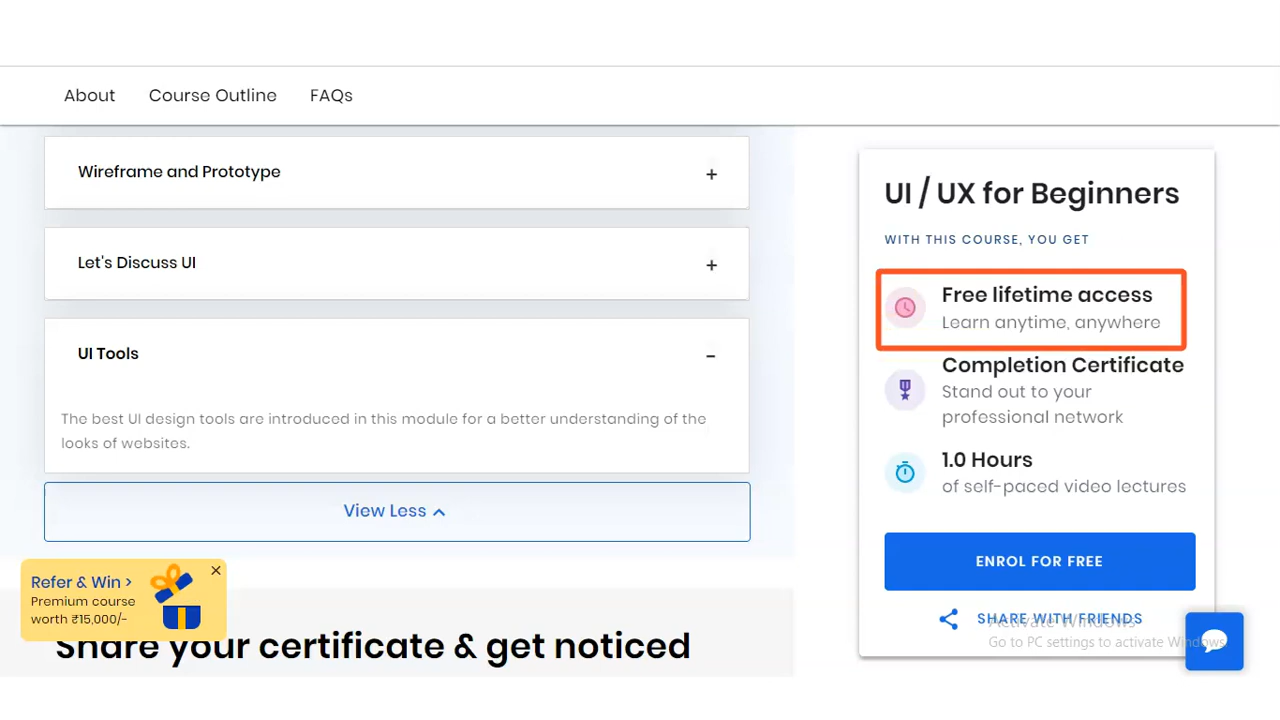 About
Course Outline
FAQs
Wireframe and Prototype
+
Let's Discuss UI
+
UI Tools
-
The best UI design tools are introduced in this module for a better understanding of the
looks of websites.
View Less
Refer & Win >
Premium course
worth ₹15,000/-
Share your certificate & get noticed
UI / UX for Beginners
WITH THIS COURSE, YOU GET
Free lifetime access
Learn anytime, anywhere
Completion Certificate
Stand out to your
professional network
1.0 Hours
of self-paced video lectures
ENROL FOR FREE
SHARE WITH FRIENDS
Activate Windows
Go to PC settings to activate Windows.